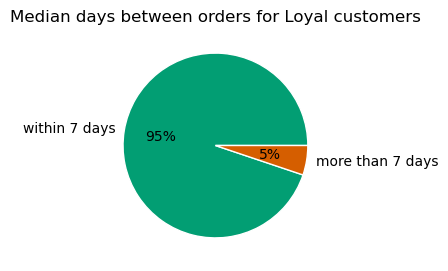 Median days between orders for Loyal customers
within 7 days
95%
5%
more than 7 days